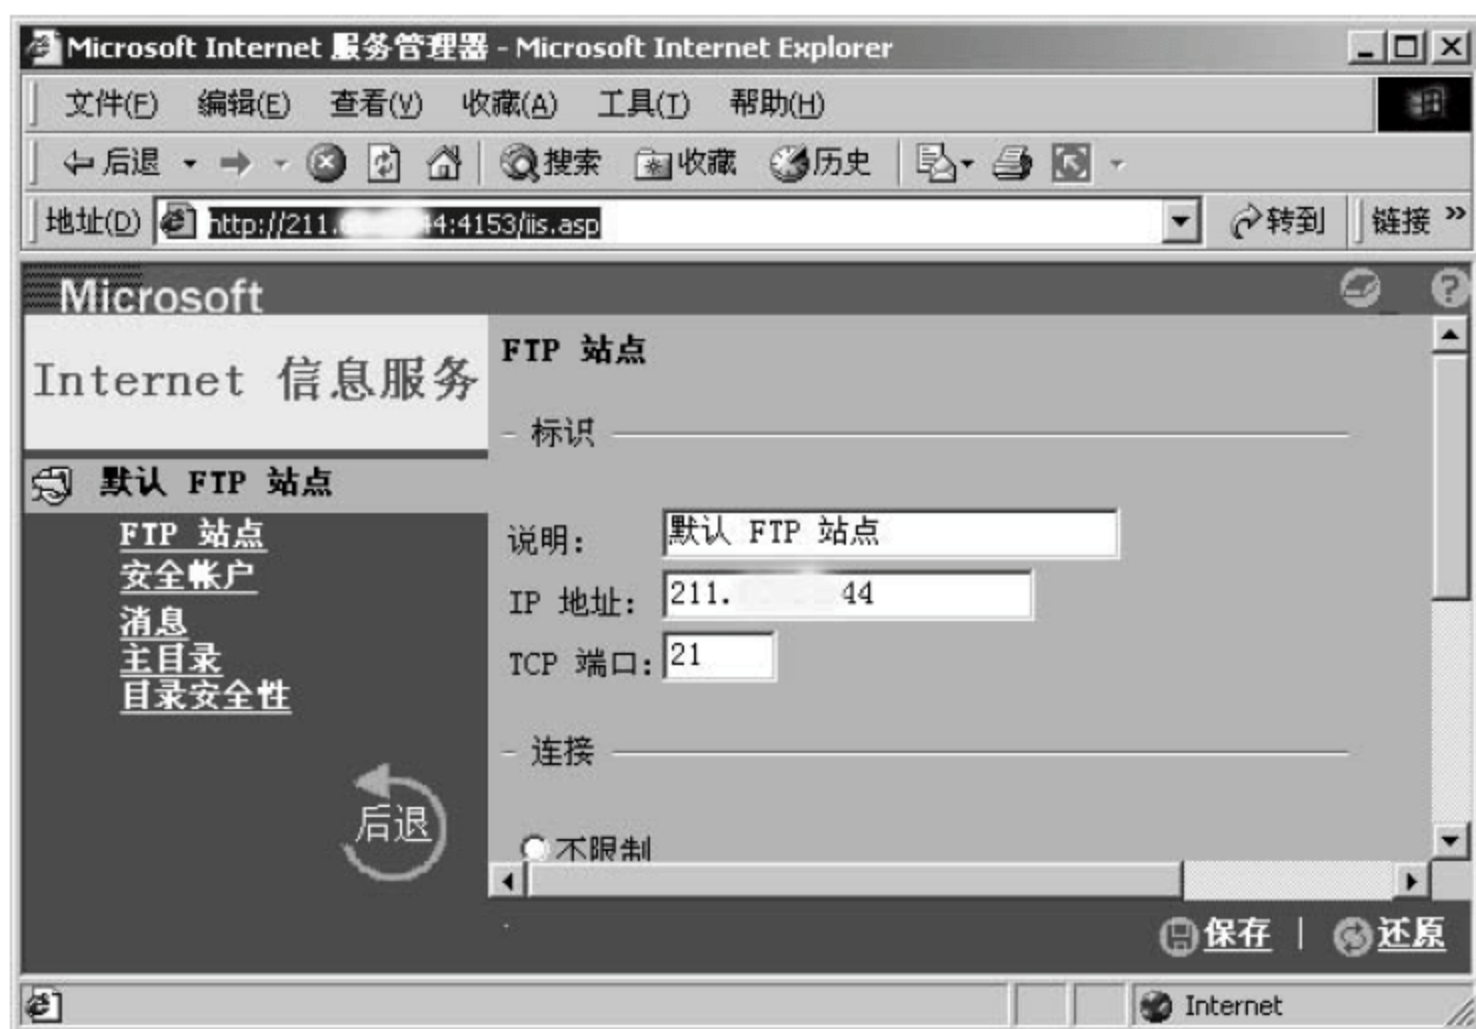 Microsoft Internet 服务管理器 - Microsoft Internet Explorer
文件(F) 编辑(E) 查看(V) 收藏(A) 工具(T) 帮助(H)
后退 搜索 收藏 历史
地址(D) http://211. 44:4153/iis.asp 转到 链接 »
Microsoft
Internet 信息服务
默认 FTP 站点
FTP 站点
安全帐户
消息
主目录
目录安全性
后退
FTP 站点
标识
说明: 默认 FTP 站点
IP 地址: 211. 44
TCP 端口: 21
连接
不限制
保存 | 还原
Internet